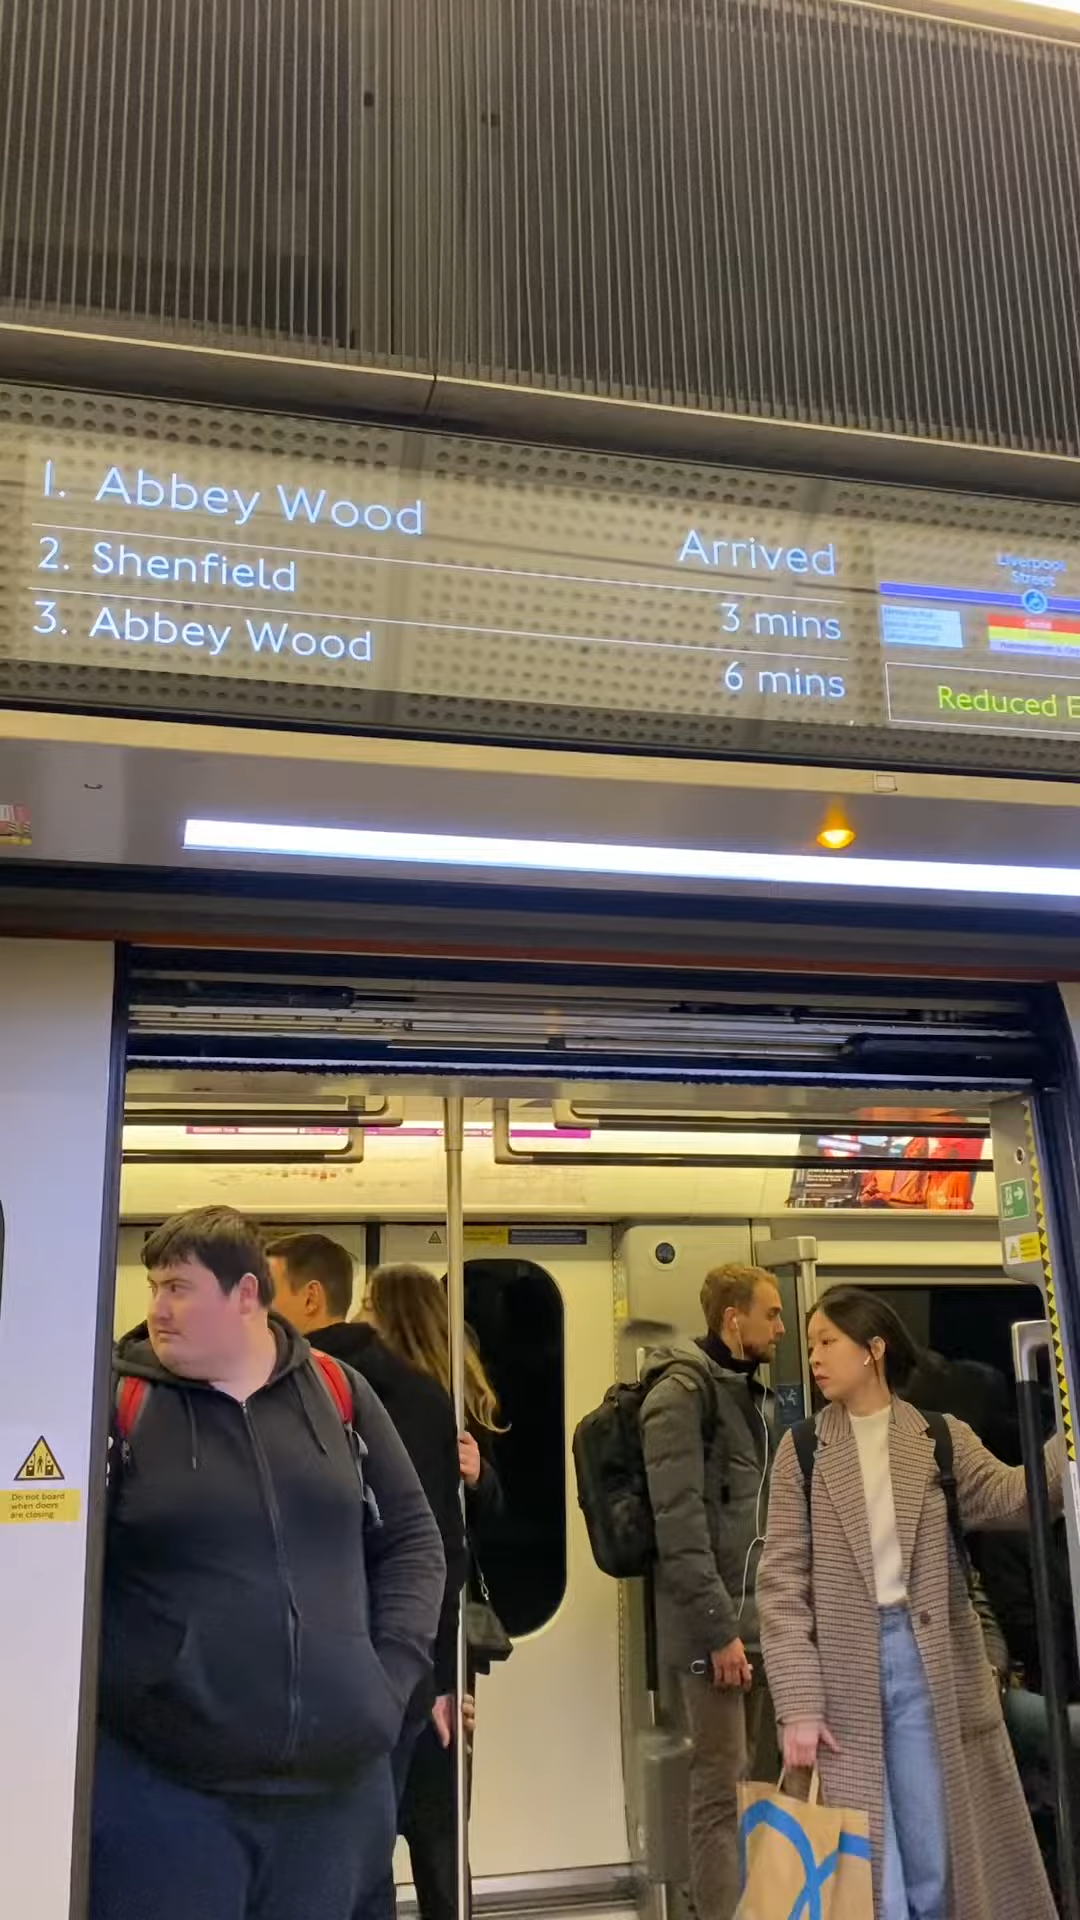 1. Abbey Wood Arrived
2. Shenfield 3 mins
3. Abbey Wood 6 mins
Liverpool
Street
Central
Reduced E
Do not board
when doors
are closing